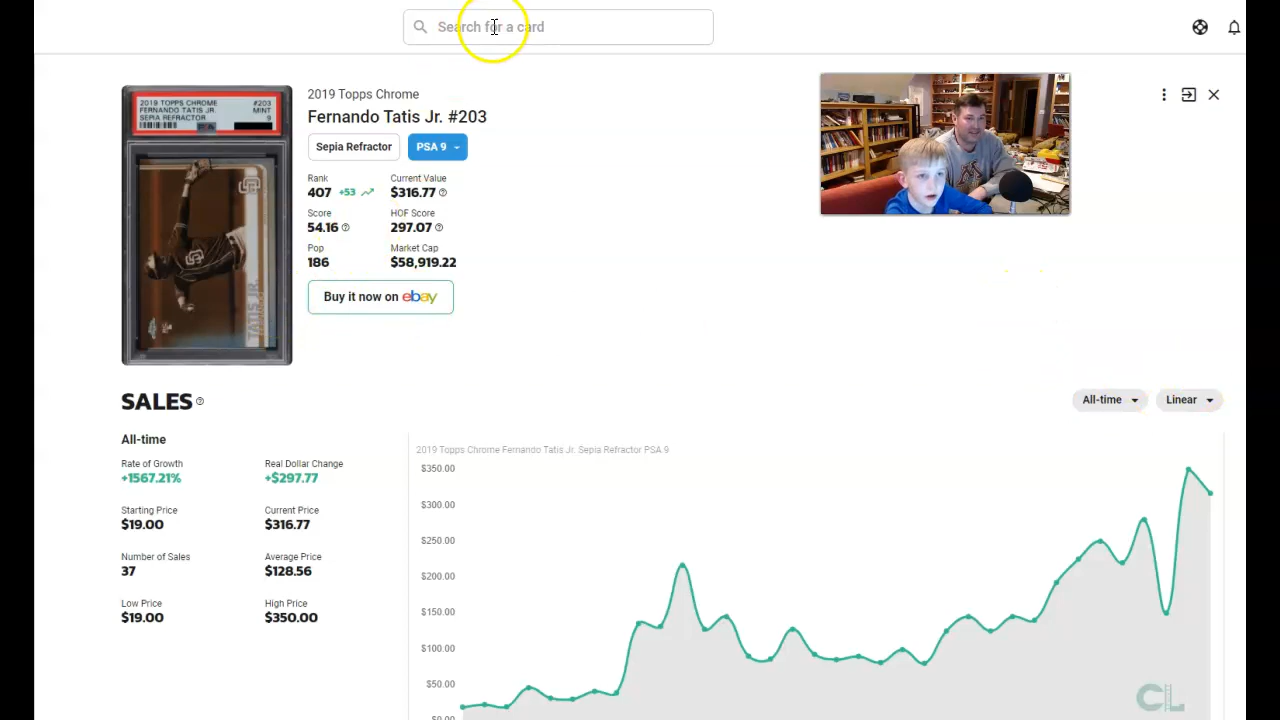 Search for a card
2019 Topps Chrome
Fernando Tatis Jr. #203
Sepia Refractor PSA 9
Rank Current Value
407 +53 $316.77
Score HOF Score
54.16 297.07
Pop Market Cap
186 $58,919.22
Buy it now on ebay
2019 TOPPS CHROME #203
FERNANDO TATIS JR. MINT
SEPIA REFRACTOR 9
TATIS JR.
SALES
All-time Linear
All-time
Rate of Growth Real Dollar Change
+1567.21% +$297.77
Starting Price Current Price
$19.00 $316.77
Number of Sales Average Price
37 $128.56
Low Price High Price
$19.00 $350.00
2019 Topps Chrome Fernando Tatis Jr. Sepia Refractor PSA 9
$350.00
$300.00
$250.00
$200.00
$150.00
$100.00
$50.00
$0.00
CL